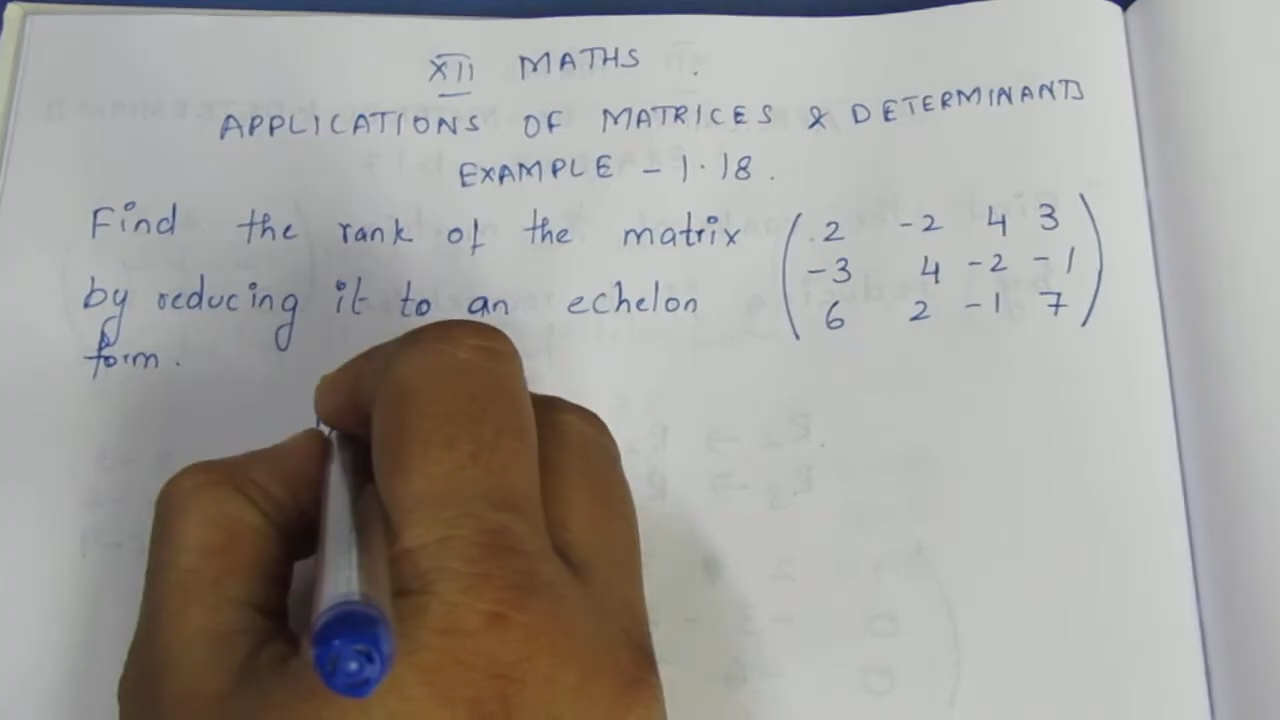 XII MATHS
APPLICATIONS OF MATRICES & DETERMINANTS
EXAMPLE - 1.18.
Find the rank of the matrix
by reducing it to an echelon
form.
2 -2 4 3
-3 4 -2 -1
6 2 -1 7